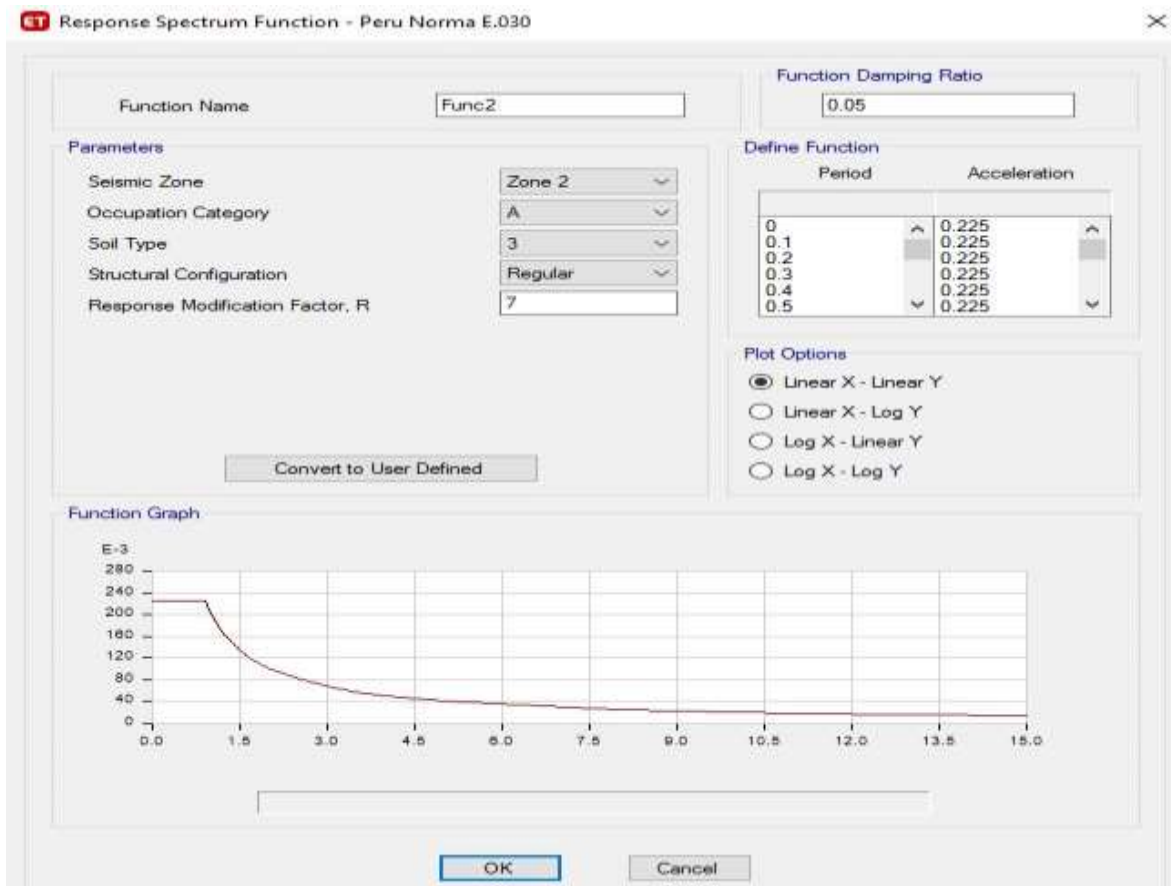 ET Response Spectrum Function - Peru Norma E.030
Function Name
Func2
Function Damping Ratio
0.05
Parameters
Seismic Zone
Zone 2
Occupation Category
A
Soil Type
3
Structural Configuration
Regular
Response Modification Factor, R
7
Convert to User Defined
Define Function
Period Acceleration
0 0.225
0.1 0.225
0.2 0.225
0.3 0.225
0.4 0.225
0.5 0.225
Plot Options
Linear X - Linear Y
Linear X - Log Y
Log X - Linear Y
Log X - Log Y
Function Graph
E-3
280
240
200
160
120
80
40
0
0.0 1.5 3.0 4.5 6.0 7.5 9.0 10.5 12.0 13.5 15.0
OK Cancel